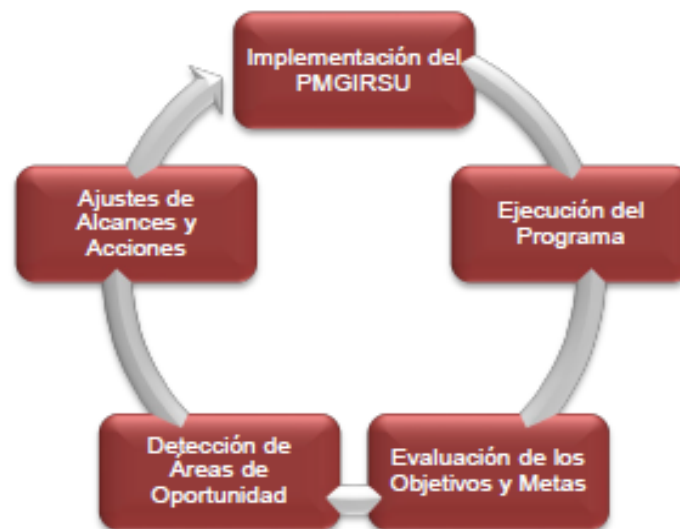 Implementación del
PMGIRSU
Ejecución del
Programa
Evaluación de los
Objetivos y Metas
Detección de
Áreas de
Oportunidad
Ajustes de
Alcances y
Acciones